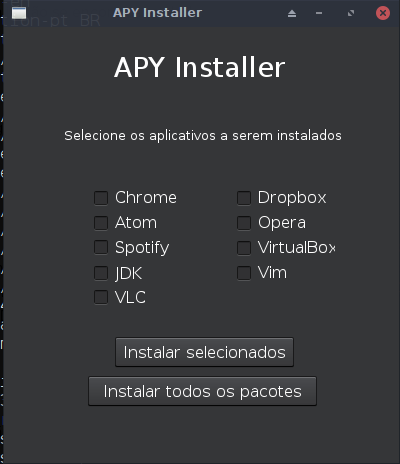 APY Installer
APY Installer
Selecione os aplicativos a serem instalados
Chrome
Dropbox
Atom
Opera
Spotify
VirtualBox
JDK
Vim
VLC
Instalar selecionados
Instalar todos os pacotes